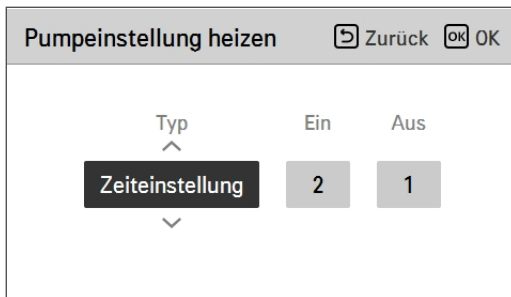 Pumpeinstellung heizen Zurück OK OK
Typ Ein Aus
Zeiteinstellung 2 1